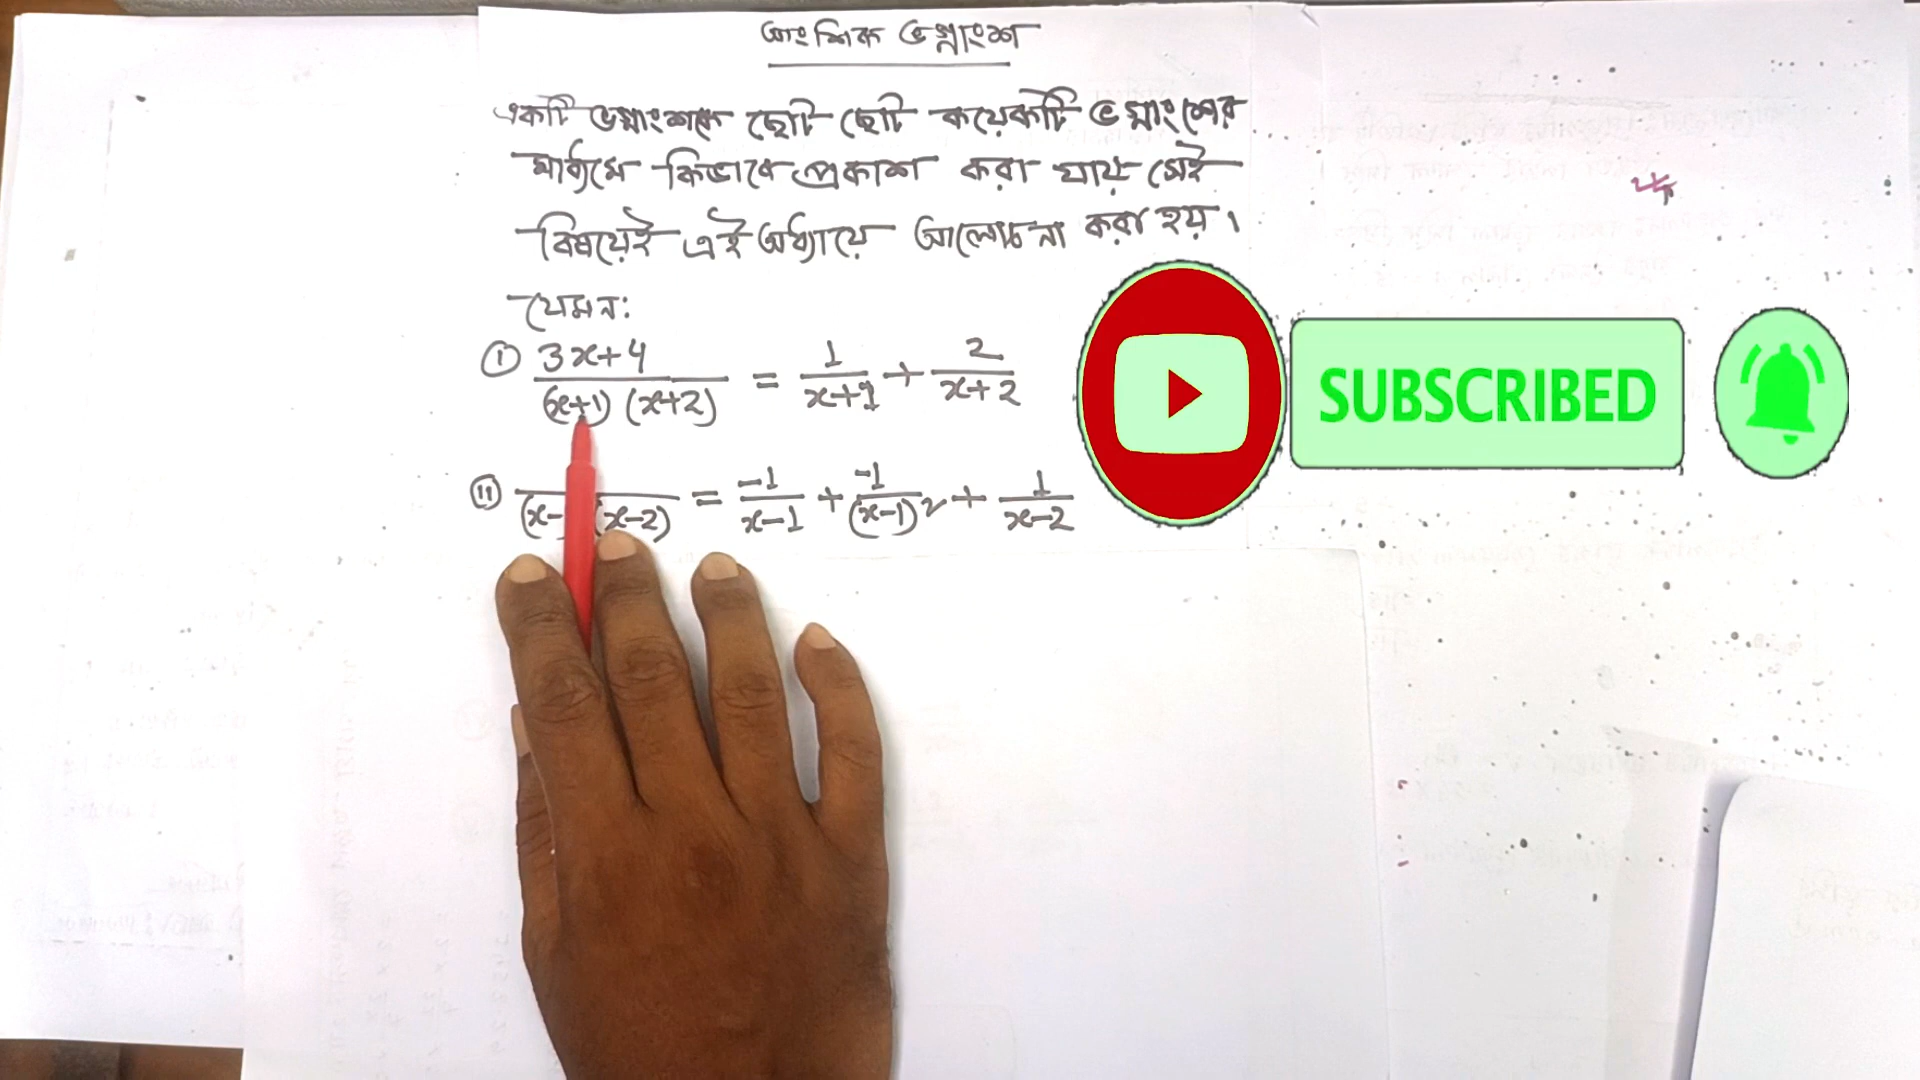 আংশিক ভগ্নাংশ
একটি ভগ্নাংশকে ছোট ছোট কয়েকটি ভগ্নাংশের
মাধ্যমে কিভাবে প্রকাশ করা যায় সেই
বিষয়েই এই অধ্যায়ে আলোচনা করা হয়।
যেমন:
(i) 3x+4/(x+1)(x+2) = 1/(x+1) + 2/(x+2)
(ii) (x- (x-2) = -1/(x-1) + -1/(x-1)² + 1/(x-2)
SUBSCRIBED